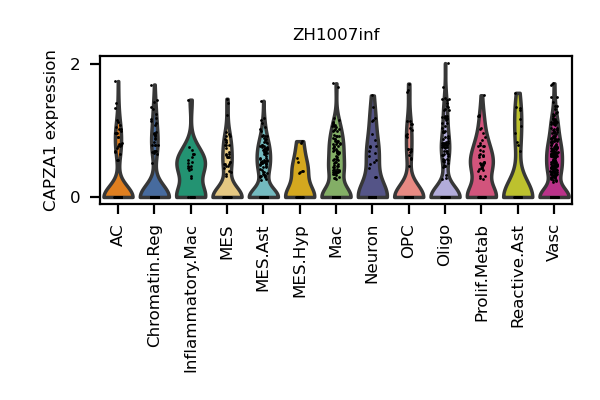 ZH1007inf
CAPZA1 expression
2
0
AC
Chromatin.Reg
Inflammatory.Mac
MES
MES.Ast
MES.Hyp
Mac
Neuron
OPC
Oligo
Prolif.Metab
Reactive.Ast
Vasc